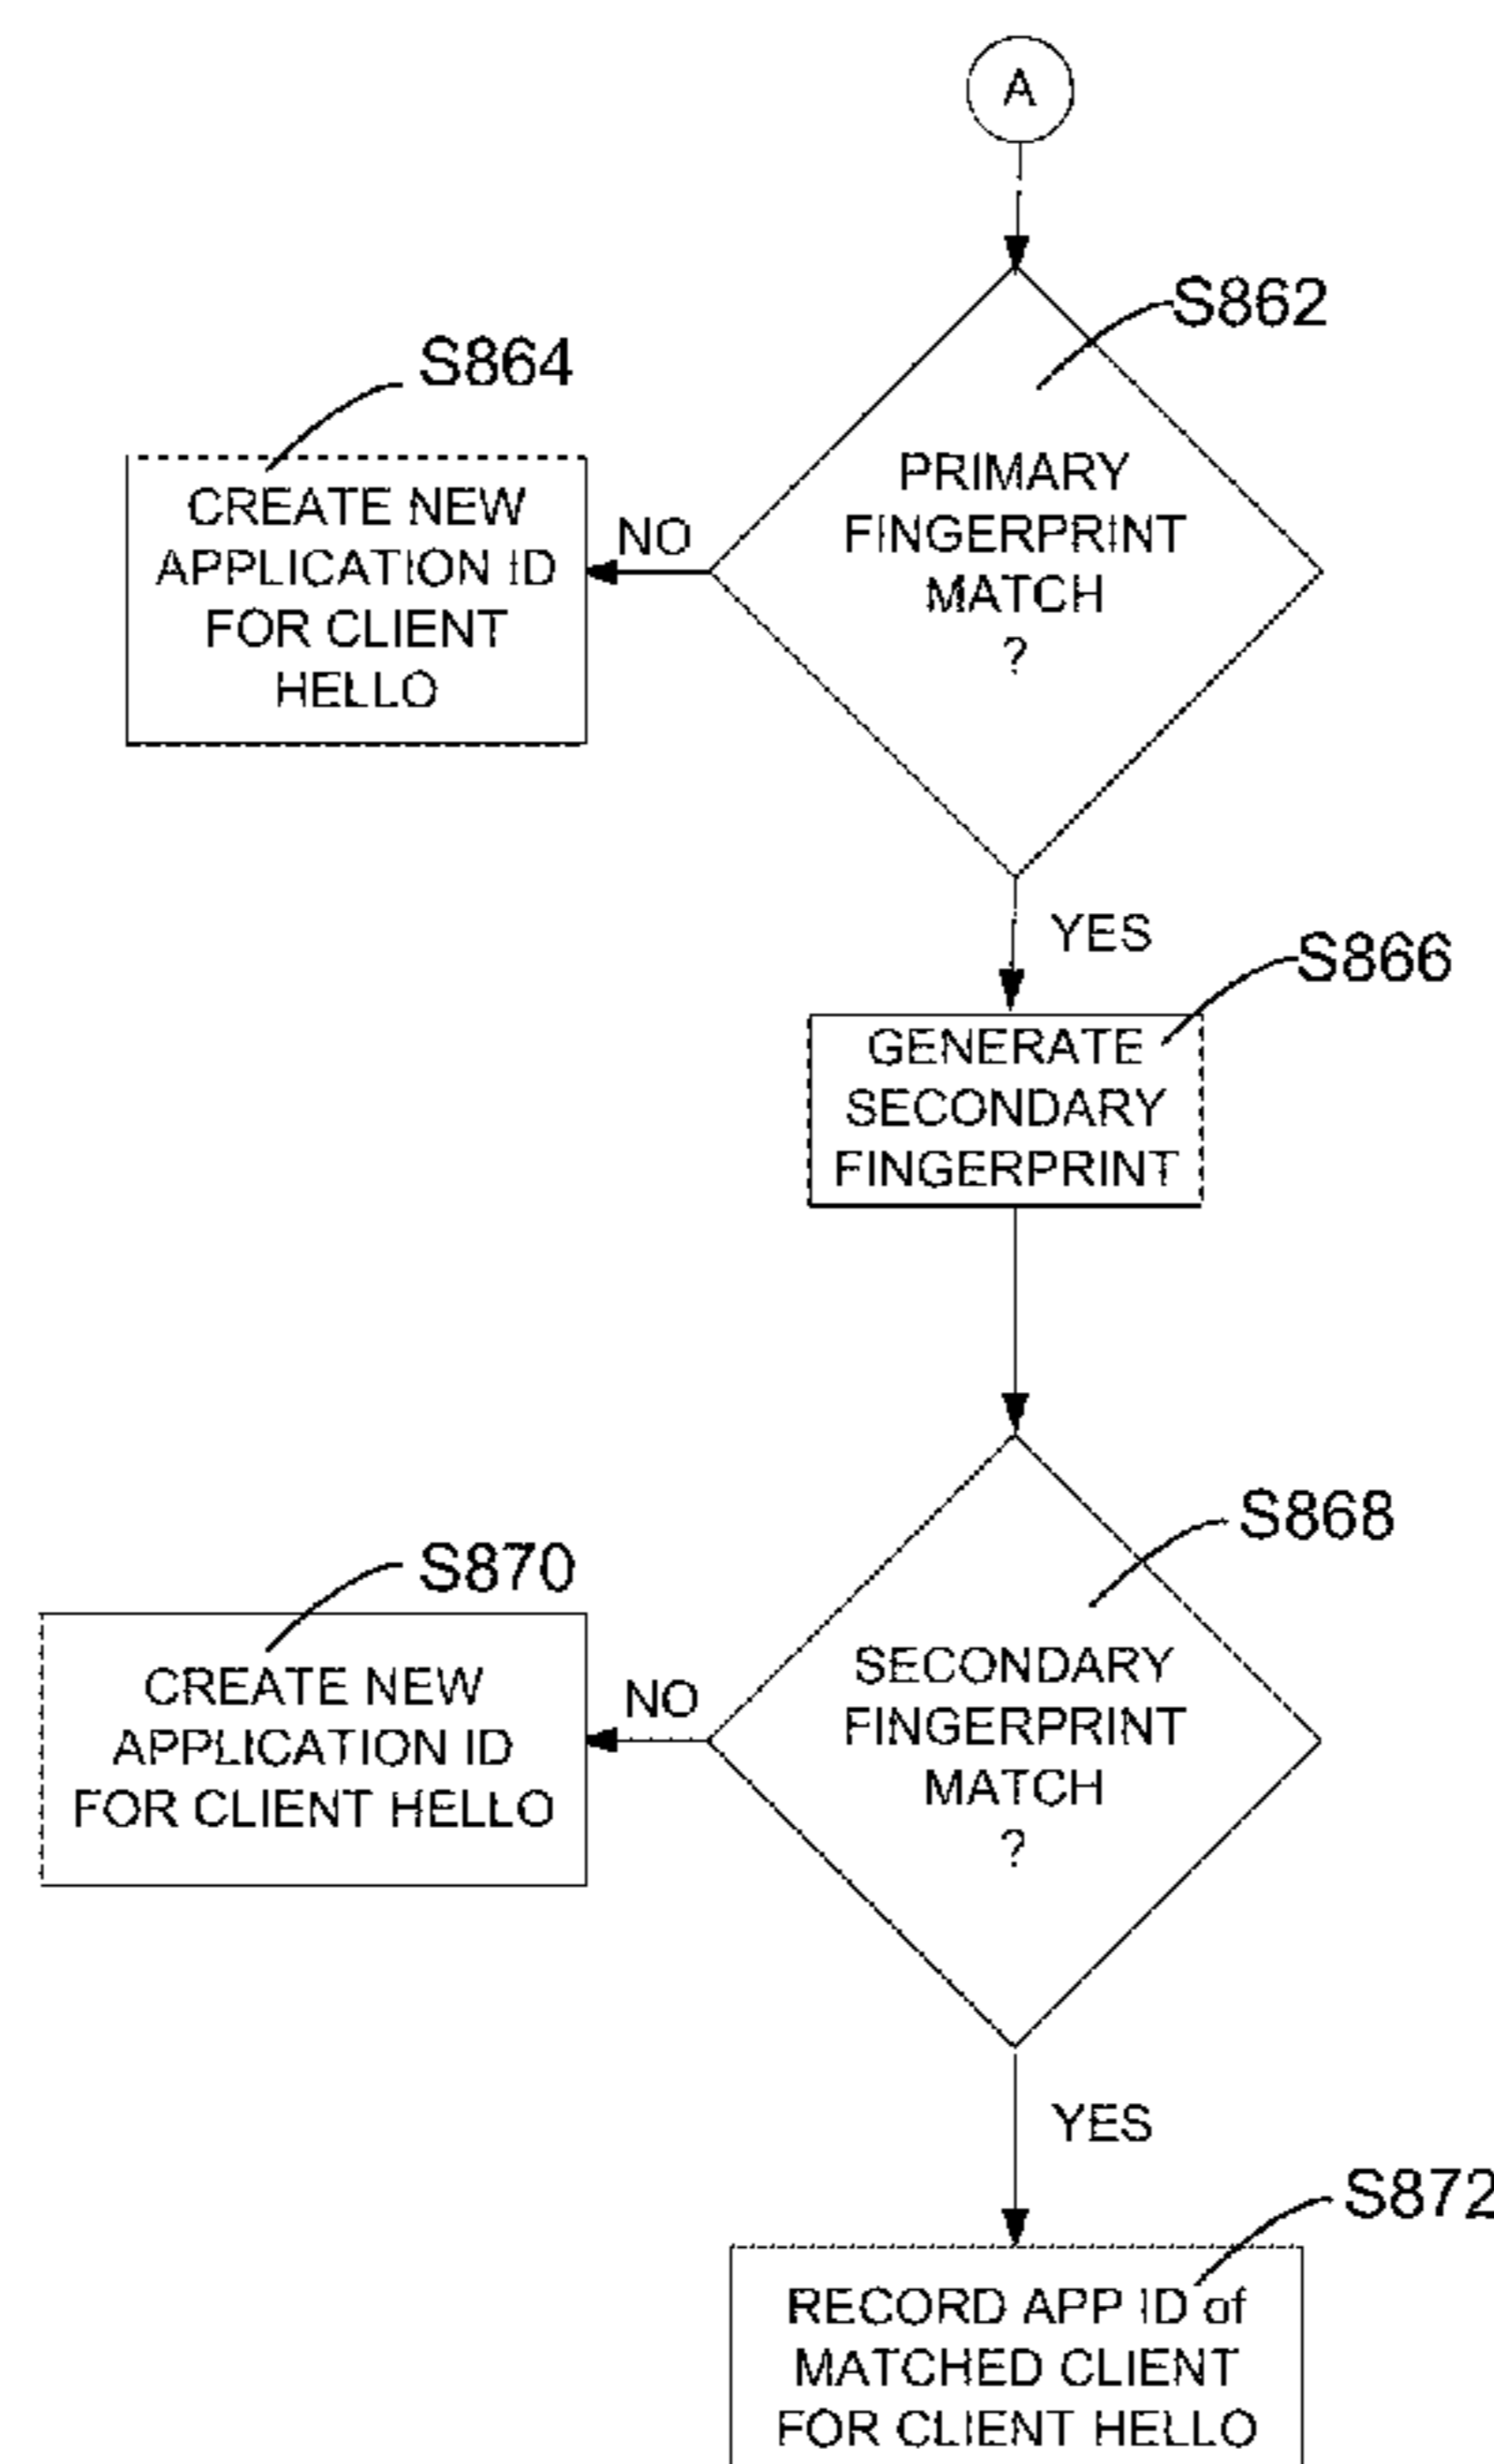 A
S862
S864
PRIMARY
FINGERPRINT
MATCH
?
NO
CREATE NEW
APPLICATION ID
FOR CLIENT
HELLO
YES
S866
GENERATE
SECONDARY
FINGERPRINT
S868
S870
SECONDARY
FINGERPRINT
MATCH
?
NO
CREATE NEW
APPLICATION ID
FOR CLIENT HELLO
YES
S872
RECORD APP ID of
MATCHED CLIENT
FOR CLIENT HELLO